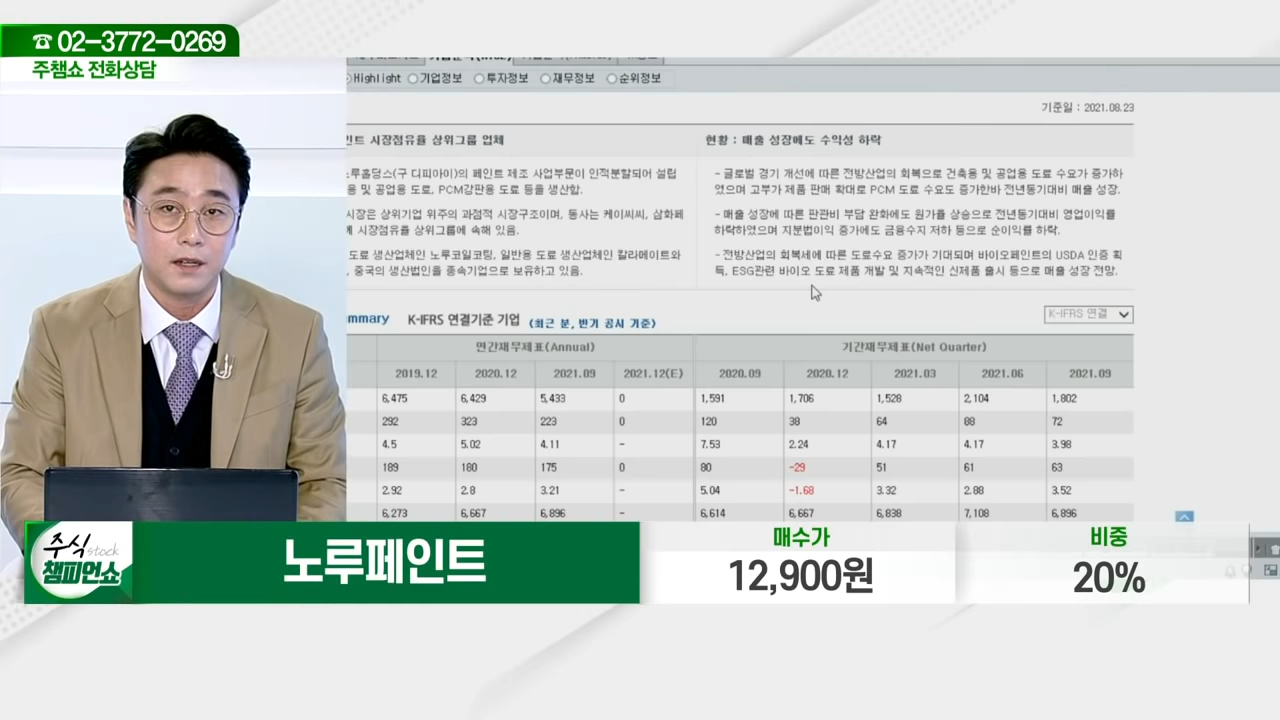 ☎ 02-3772-0269
주챔쇼 전화상담
Highlight 기업정보 투자정보 재무정보 순위정보
기준일 : 2021.08.23
인트 시장점유율 상위그룹 업체
루홀딩스(구 디피아이)의 페인트 제조 사업부문이 인적분할되어 설립
용 및 공업용 도료, PCM강판용 도료 등을 생산함.
시장은 상위기업 위주의 과점적 시장구조이며, 동사는 케이씨씨, 삼화페
께 시장점유율 상위그룹에 속해 있음.
도료 생산업체인 노루코일코팅, 일반용 도료 생산업체인 칼라메이트와
, 중국의 생산법인을 종속기업으로 보유하고 있음.
현황 : 매출 성장에도 수익성 하락
- 글로벌 경기 개선에 따른 전방산업의 회복으로 건축용 및 공업용 도료 수요가 증가하
였으며 고부가 제품 판매 확대로 PCM 도료 수요도 증가한바 전년동기대비 매출 성장.
- 매출 성장에 따른 판관비 부담 완화에도 원가율 상승으로 전년동기대비 영업이익률
하락하였으며 지분법이익 증가에도 금융수지 저하 등으로 순이익률 하락.
- 전방산업의 회복세에 따른 도료수요 증가가 기대되며 바이오페인트의 USDA 인증 획
득, ESG관련 바이오 도료 제품 개발 및 지속적인 신제품 출시 등으로 매출 성장 전망.
mmary K-IFRS 연결기준 기업 (최근 분, 반기 공시 기준)
K-IFRS 연결
연간재무제표(Annual) 기간재무제표(Net Quarter)
2019.12 2020.12 2021.09 2021.12(E) 2020.09 2020.12 2021.03 2021.06 2021.09
6,475 6,429 5,433 0 1,591 1,706 1,528 2,104 1,802
292 323 223 0 120 38 64 88 72
4.5 5.02 4.11 - 7.53 2.24 4.17 4.17 3.98
189 180 175 0 80 -29 51 61 63
2.92 2.8 3.21 - 5.04 -1.68 3.32 2.88 3.52
6,273 6,667 6,896 - 6,614 6,667 6,838 7,108 6,896
주식 stock
챔피언쇼
노루페인트
매수가
12,900원
비중
20%